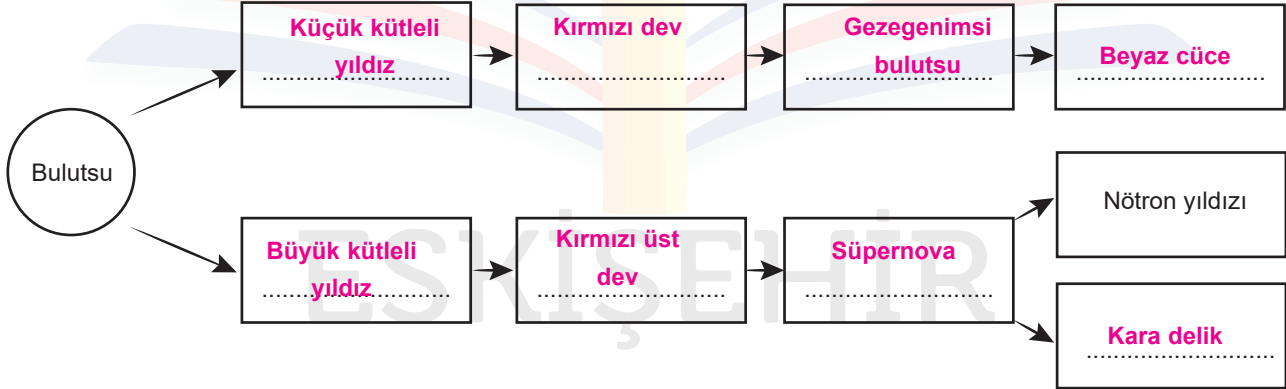 Küçük kütleli
yıldız
Kırmızı dev
Gezegenimsi
bulutsu
Beyaz cüce
Bulutsu
Büyük kütleli
yıldız
Kırmızı üst
dev
Süpernova
Nötron yıldızı
Kara delik
ESKİŞEHİR